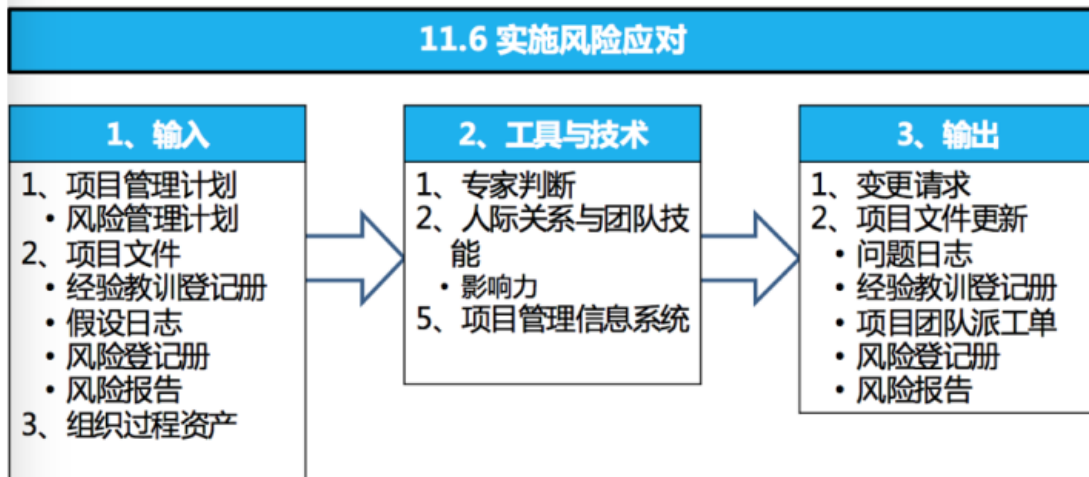 11.6 实施风险应对
1、输入
1、项目管理计划
• 风险管理计划
2、项目文件
• 经验教训登记册
• 假设日志
• 风险登记册
• 风险报告
3、组织过程资产
2、工具与技术
1、专家判断
2、人际关系与团队技
能
• 影响力
5、项目管理信息系统
3、输出
1、变更请求
2、项目文件更新
• 问题日志
• 经验教训登记册
• 项目团队派工单
• 风险登记册
• 风险报告